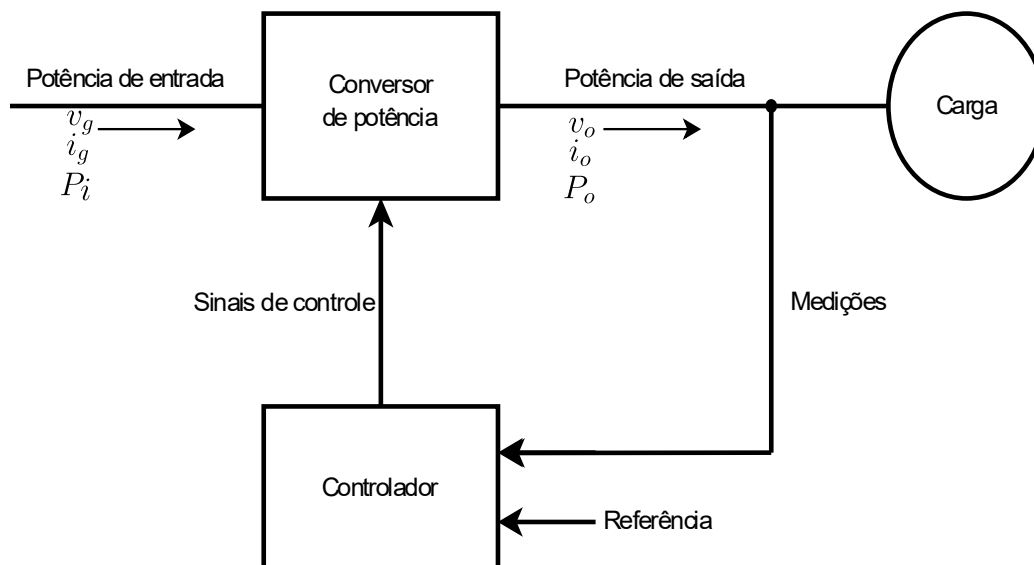 Potência de entrada
v_g
i_g
P_i
Conversor
de potência
Potência de saída
v_o
i_o
P_o
Carga
Sinais de controle
Medições
Controlador
Referência